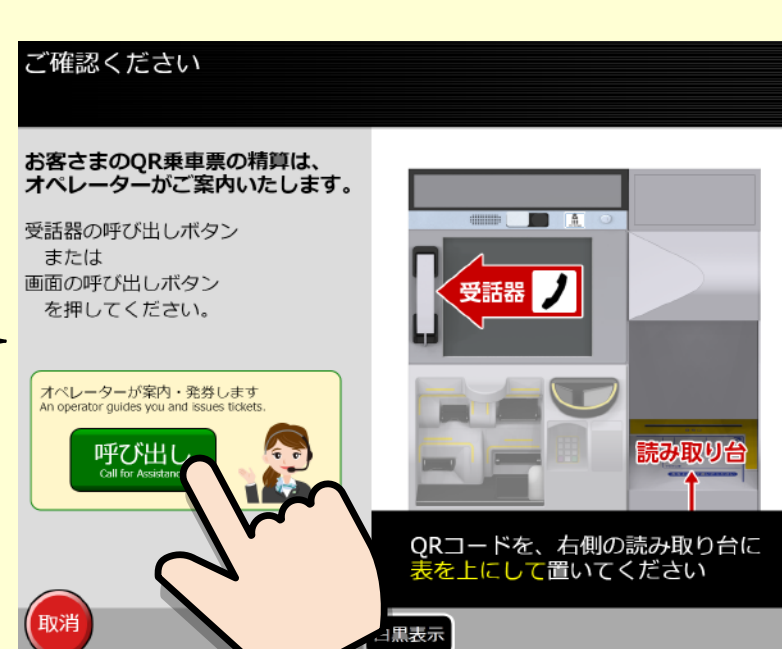 ご確認ください
お客さまのQR乗車票の精算は、
オペレーターがご案内いたします。
受話器の呼び出しボタン
または
画面の呼び出しボタン
を押してください。
オペレーターが案内・発券します
An operator guides you and issues tickets.
呼び出し
Call for Assistanc
取消
受話器
読み取り台
QRコードを、右側の読み取り台に
表を上にして置いてください
白黒表示